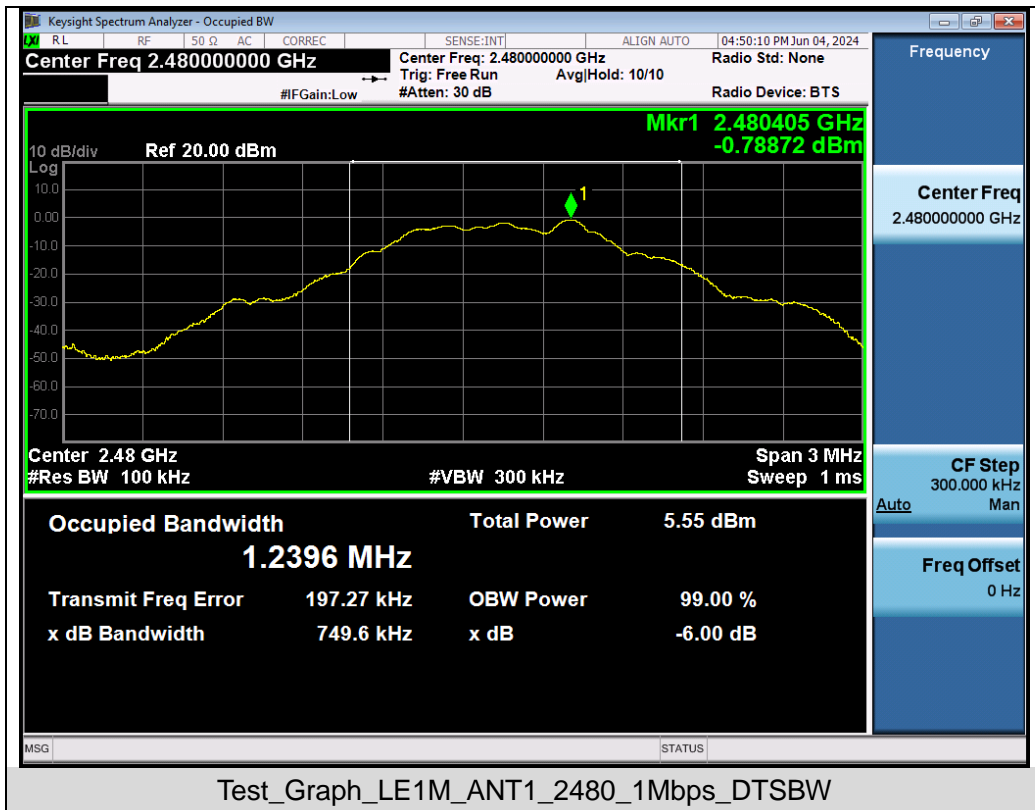 Keysight Spectrum Analyzer - Occupied BW
LXI RL RF 50 Ω AC CORREC SENSE:INT ALIGN AUTO 04:50:10 PM Jun 04, 2024
Center Freq 2.480000000 GHz
Center Freq: 2.480000000 GHz Radio Std: None
Trig: Free Run Avg|Hold: 10/10
#IFGain:Low #Atten: 30 dB Radio Device: BTS
Frequency
Mkr1 2.480405 GHz
-0.78872 dBm
10 dB/div Ref 20.00 dBm
Log
10.0
0.00
-10.0
-20.0
-30.0
-40.0
-50.0
-60.0
-70.0
1
Center 2.48 GHz Span 3 MHz
#Res BW 100 kHz #VBW 300 kHz Sweep 1 ms
Center Freq
2.480000000 GHz
CF Step
300.000 kHz
Auto Man
Freq Offset
0 Hz
Occupied Bandwidth Total Power 5.55 dBm
1.2396 MHz
Transmit Freq Error 197.27 kHz OBW Power 99.00 %
x dB Bandwidth 749.6 kHz x dB -6.00 dB
MSG STATUS
Test_Graph_LE1M_ANT1_2480_1Mbps_DTSBW